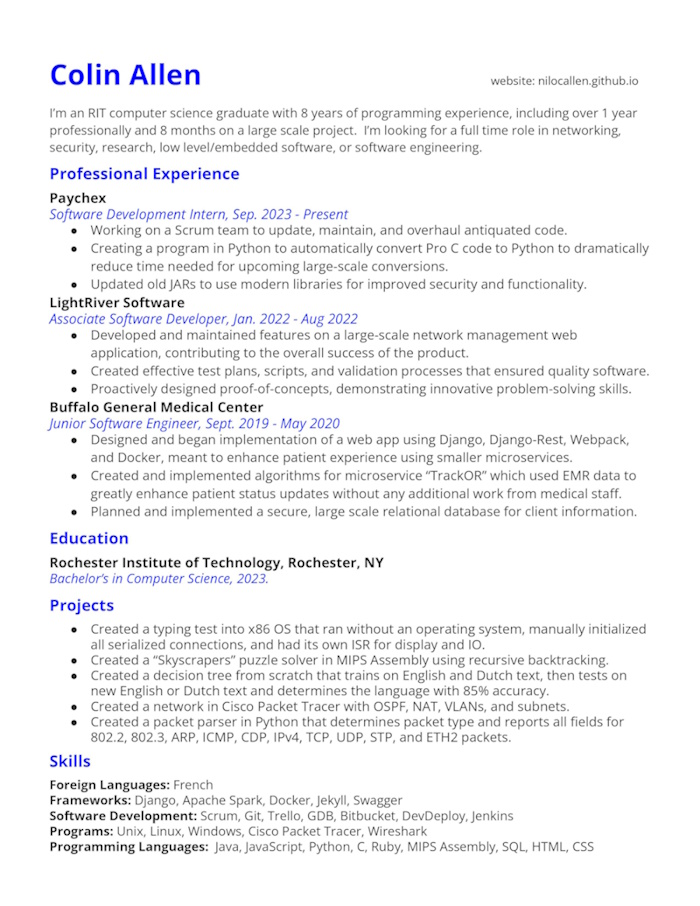 Colin Allen
website: nilocallen.github.io
I'm an RIT computer science graduate with 8 years of programming experience, including over 1 year
professionally and 8 months on a large scale project.  I'm looking for a full time role in networking,
security, research, low level/embedded software, or software engineering.
Professional Experience
Paychex
Software Development Intern, Sep. 2023 - Present
● Working on a Scrum team to update, maintain, and overhaul antiquated code.
● Creating a program in Python to automatically convert Pro C code to Python to dramatically
reduce time needed for upcoming large-scale conversions.
● Updated old JARs to use modern libraries for improved security and functionality.
LightRiver Software
Associate Software Developer, Jan. 2022 - Aug 2022
● Developed and maintained features on a large-scale network management web
application, contributing to the overall success of the product.
● Created effective test plans, scripts, and validation processes that ensured quality software.
● Proactively designed proof-of-concepts, demonstrating innovative problem-solving skills.
Buffalo General Medical Center
Junior Software Engineer, Sept. 2019 - May 2020
● Designed and began implementation of a web app using Django, Django-Rest, Webpack,
and Docker, meant to enhance patient experience using smaller microservices.
● Created and implemented algorithms for microservice “TrackOR” which used EMR data to
greatly enhance patient status updates without any additional work from medical staff.
● Planned and implemented a secure, large scale relational database for client information.
Education
Rochester Institute of Technology, Rochester, NY
Bachelor's in Computer Science, 2023.
Projects
● Created a typing test into x86 OS that ran without an operating system, manually initialized
all serialized connections, and had its own ISR for display and IO.
● Created a “Skyscrapers” puzzle solver in MIPS Assembly using recursive backtracking.
● Created a decision tree from scratch that trains on English and Dutch text, then tests on
new English or Dutch text and determines the language with 85% accuracy.
● Created a network in Cisco Packet Tracer with OSPF, NAT, VLANs, and subnets.
● Created a packet parser in Python that determines packet type and reports all fields for
802.2, 802.3, ARP, ICMP, CDP, IPv4, TCP, UDP, STP, and ETH2 packets.
Skills
Foreign Languages: French
Frameworks: Django, Apache Spark, Docker, Jekyll, Swagger
Software Development: Scrum, Git, Trello, GDB, Bitbucket, DevDeploy, Jenkins
Programs: Unix, Linux, Windows, Cisco Packet Tracer, Wireshark
Programming Languages:  Java, JavaScript, Python, C, Ruby, MIPS Assembly, SQL, HTML, CSS